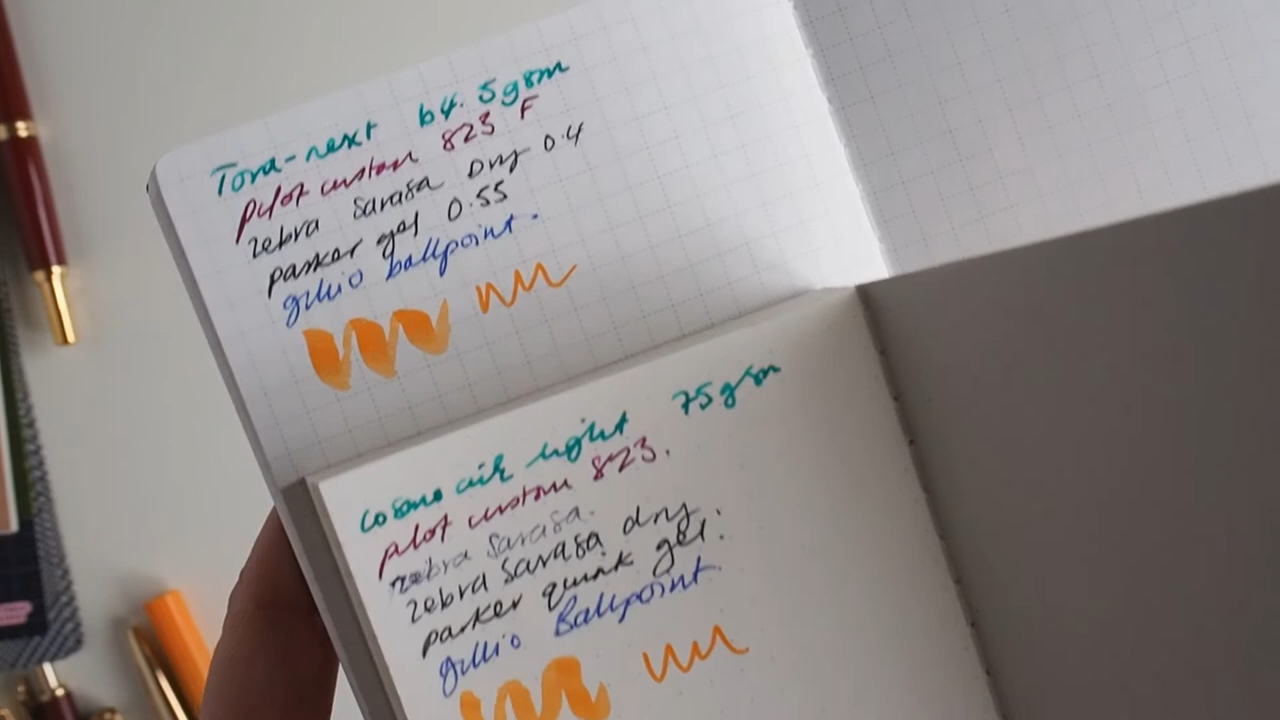 Tora-next 64.5gsm
pilot custom 823 F
zebra sarasa Dry 0.4
parker gel 0.55
gillio ballpoint.
cosmo air light 75gsm
pilot custom 823.
zebra sarasa.
zebra sarasa dry
parker quink gel.
gillio Ballpoint